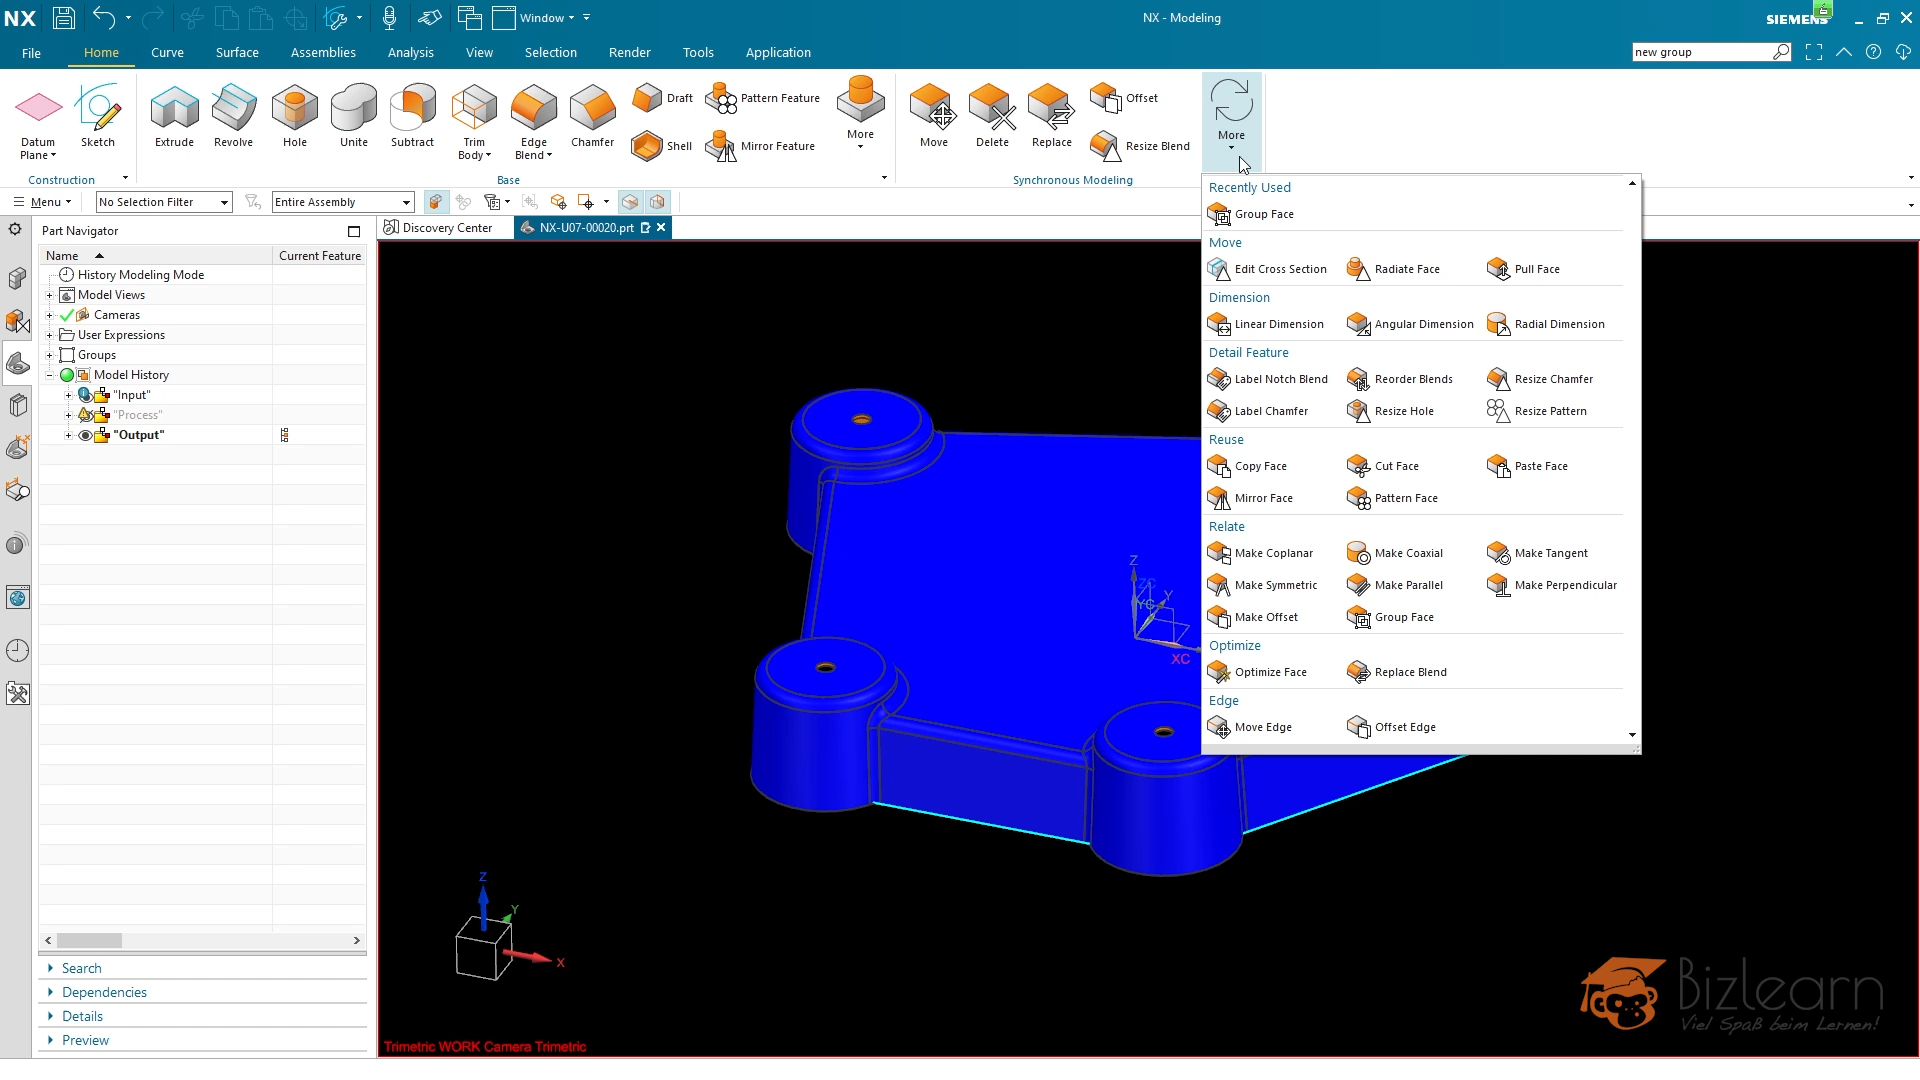 NX
Window
NX - Modeling
SIEMENS
File
Home
Curve
Surface
Assemblies
Analysis
View
Selection
Render
Tools
Application
new group
Datum Plane
Sketch
Extrude
Revolve
Hole
Unite
Subtract
Trim Body
Edge Blend
Chamfer
Draft
Shell
Pattern Feature
Mirror Feature
More
Move
Delete
Replace
Offset
Resize Blend
More
Construction
Base
Synchronous Modeling
Menu
No Selection Filter
Entire Assembly
Part Navigator
Discovery Center
NX-U07-00020.prt
Name
Current Feature
History Modeling Mode
Model Views
Cameras
User Expressions
Groups
Model History
"Input"
"Process"
"Output"
Search
Dependencies
Details
Preview
Recently Used
Group Face
Move
Edit Cross Section
Radiate Face
Pull Face
Dimension
Linear Dimension
Angular Dimension
Radial Dimension
Detail Feature
Label Notch Blend
Reorder Blends
Resize Chamfer
Label Chamfer
Resize Hole
Resize Pattern
Reuse
Copy Face
Cut Face
Paste Face
Mirror Face
Pattern Face
Relate
Make Coplanar
Make Coaxial
Make Tangent
Make Symmetric
Make Parallel
Make Perpendicular
Make Offset
Group Face
Optimize
Optimize Face
Replace Blend
Edge
Move Edge
Offset Edge
Z
ZC
YC
Y
XC
Z
Y
X
Trimetric WORK Camera Trimetric
Bizlearn
Viel Spaß beim Lernen!